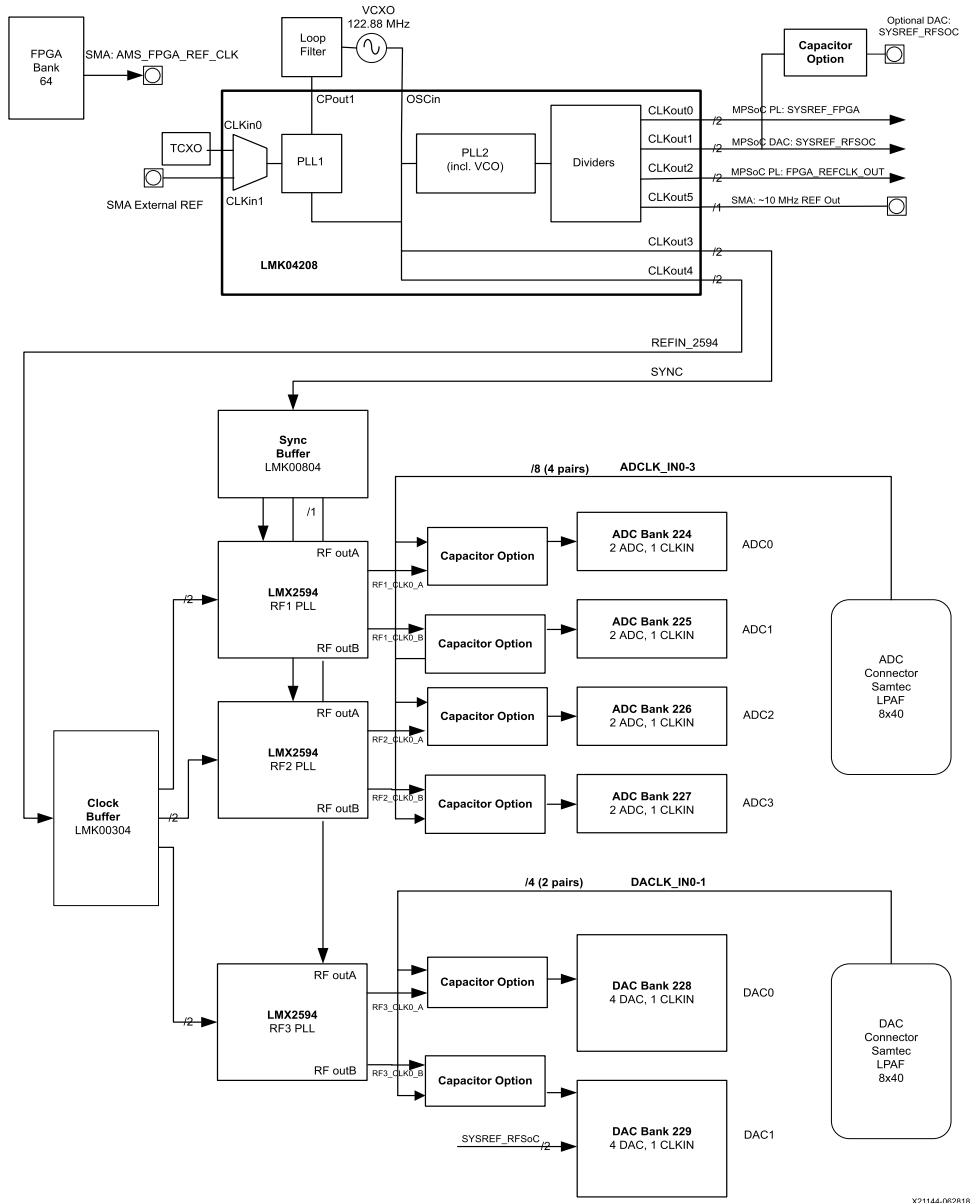 VCXO
122.88 MHz
Optional DAC:
SYSREF_RFSOC
FPGA
Bank
64
SMA: AMS_FPGA_REF_CLK
Loop
Filter
Capacitor
Option
CPout1
OSCin
CLKout0
/2
MPSoC PL: SYSREF_FPGA
CLKin0
CLKout1
/2
MPSoC DAC: SYSREF_RFSOC
TCXO
PLL1
PLL2
(incl. VCO)
Dividers
CLKout2
/2
MPSoC PL: FPGA_REFCLK_OUT
SMA External REF
CLKin1
CLKout5
/1
SMA: ~10 MHz REF Out
CLKout3
/2
LMK04208
CLKout4
/2
REFIN_2594
SYNC
Sync
Buffer
LMK00804
/8 (4 pairs) ADCLK_IN0-3
/1
RF outA
LMX2594
RF1 PLL
RF outB
/2
RF1_CLK0_A
Capacitor Option
ADC Bank 224
2 ADC, 1 CLKIN
ADC0
RF1_CLK0_B
Capacitor Option
ADC Bank 225
2 ADC, 1 CLKIN
ADC1
ADC
Connector
Samtec
LPAF
8x40
RF outA
LMX2594
RF2 PLL
RF outB
/2
RF2_CLK0_A
Capacitor Option
ADC Bank 226
2 ADC, 1 CLKIN
ADC2
RF2_CLK0_B
Capacitor Option
ADC Bank 227
2 ADC, 1 CLKIN
ADC3
Clock
Buffer
LMK00304
/4 (2 pairs) DACLK_IN0-1
RF outA
LMX2594
RF3 PLL
RF outB
/2
RF3_CLK0_A
Capacitor Option
DAC Bank 228
4 DAC, 1 CLKIN
DAC0
DAC
Connector
Samtec
LPAF
8x40
RF3_CLK0_B
Capacitor Option
DAC Bank 229
4 DAC, 1 CLKIN
DAC1
SYSREF_RFSoC
/2
X21144-062818